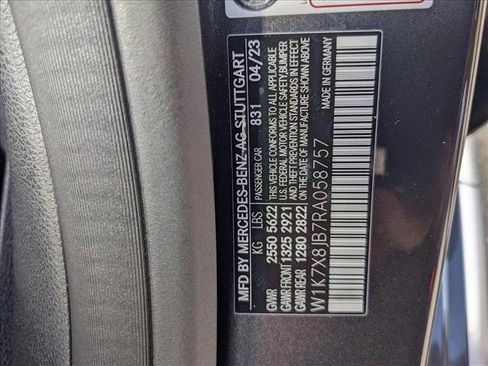 MFD BY MERCEDES-BENZ AG STUTTGART
PASSENGER CAR 831 04/23
KG LBS
GVWR 2550 5622
GAWR FRONT 1325 2921
GAWR REAR 1280 2822
THIS VEHICLE CONFORMS TO ALL APPLICABLE
U.S. FEDERAL MOTOR VEHICLE SAFETY, BUMPER
AND THEFT PREVENTION STANDARDS IN EFFECT
ON THE DATE OF MANUFACTURE SHOWN ABOVE
MADE IN GERMANY
W1K7X8JB7RA058757